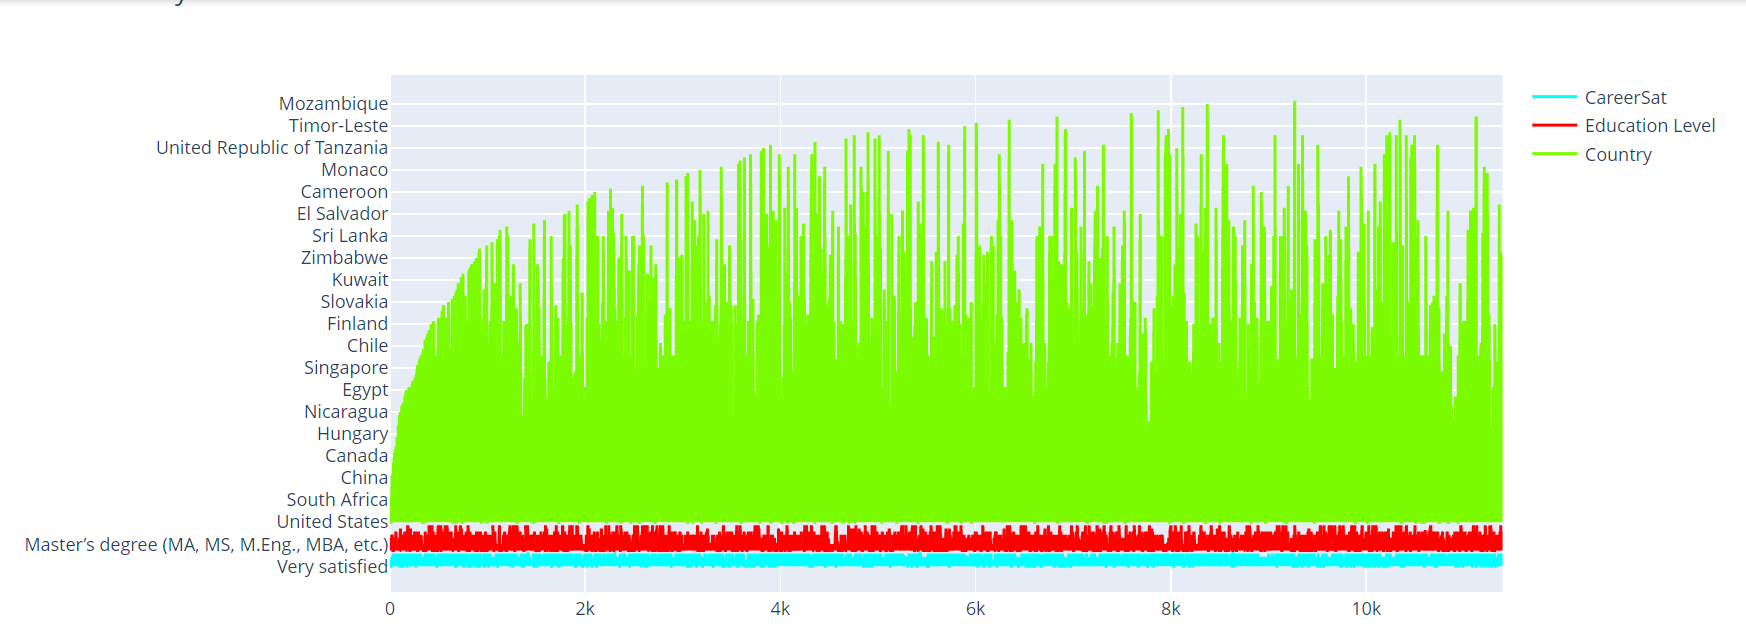 Mozambique
Timor-Leste
United Republic of Tanzania
Monaco
Cameroon
El Salvador
Sri Lanka
Zimbabwe
Kuwait
Slovakia
Finland
Chile
Singapore
Egypt
Nicaragua
Hungary
Canada
China
South Africa
United States
Master’s degree (MA, MS, M.Eng., MBA, etc.)
Very satisfied
0 2k 4k 6k 8k 10k
CareerSat
Education Level
Country